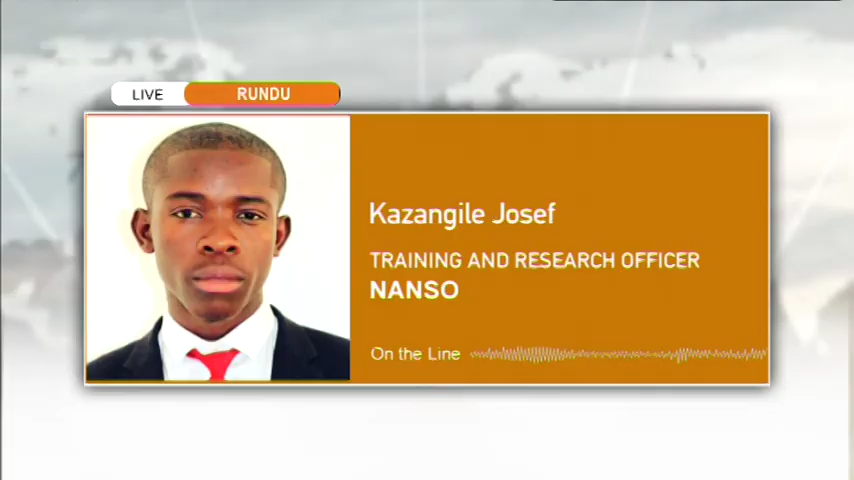 LIVE RUNDU
Kazangile Josef
TRAINING AND RESEARCH OFFICER
NANSO
On the Line